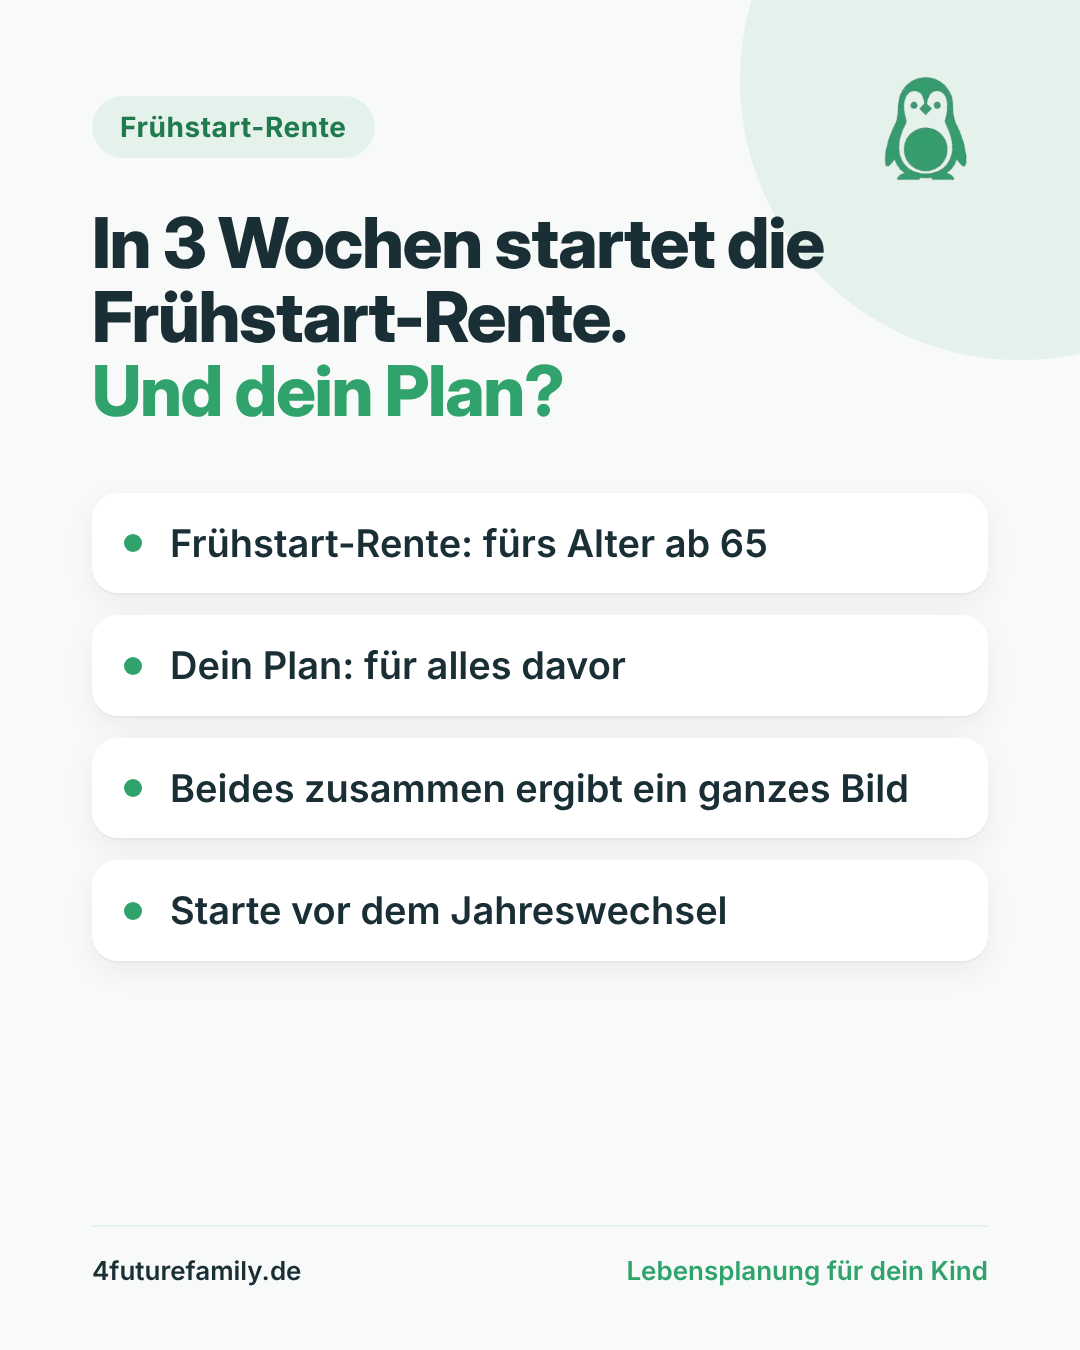 Frühstart-Rente
In 3 Wochen startet die
Frühstart-Rente.
Und dein Plan?
Frühstart-Rente: fürs Alter ab 65
Dein Plan: für alles davor
Beides zusammen ergibt ein ganzes Bild
Starte vor dem Jahreswechsel
4futurefamily.de
Lebensplanung für dein Kind